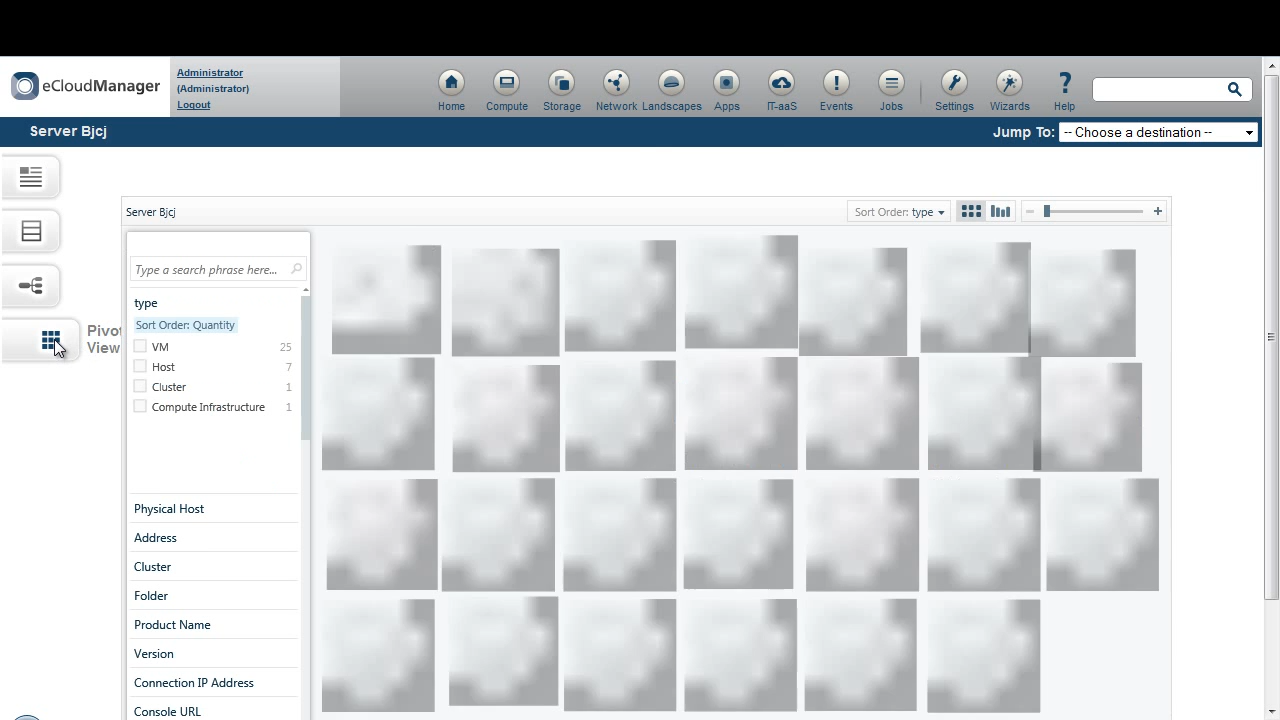 eCloudManager
Administrator
(Administrator)
Logout
Home
Compute
Storage
Network
Landscapes
Apps
IT-aaS
Events
Jobs
Settings
Wizards
?
Help
Server Bjcj
Jump To: -- Choose a destination --
Server Bjcj
Sort Order: type
Type a search phrase here...
type
Sort Order: Quantity
VM 25
Host 7
Cluster 1
Compute Infrastructure 1
Pivot
View
Physical Host
Address
Cluster
Folder
Product Name
Version
Connection IP Address
Console URL